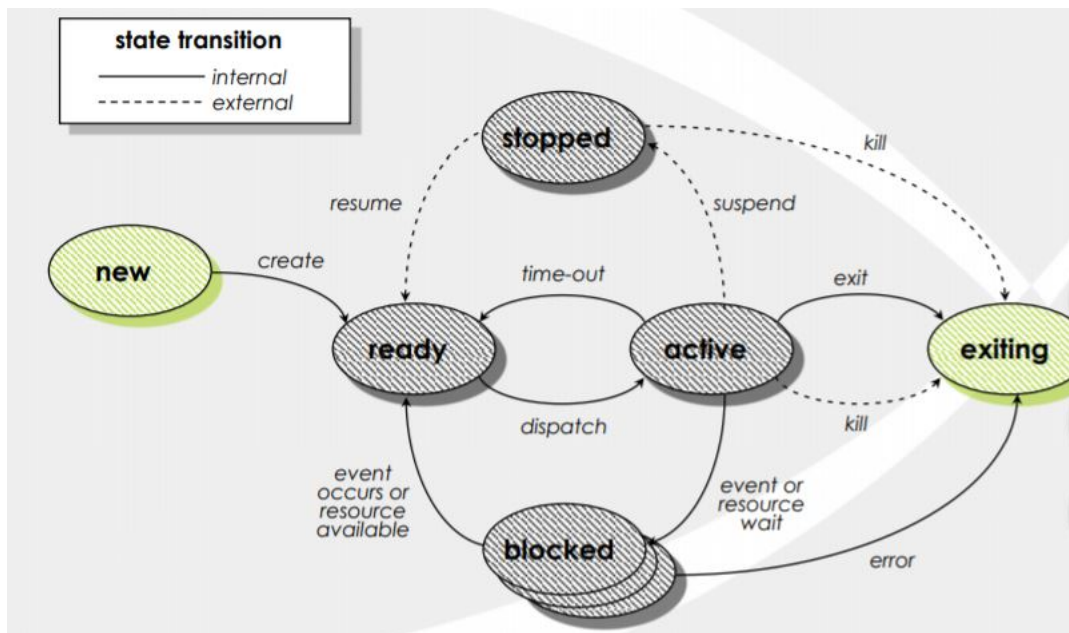 state transition
internal
external
stopped
kill
resume
suspend
new
create
time-out
exit
ready
active
exiting
dispatch
kill
event
occurs or
resource
available
event or
resource
wait
blocked
error